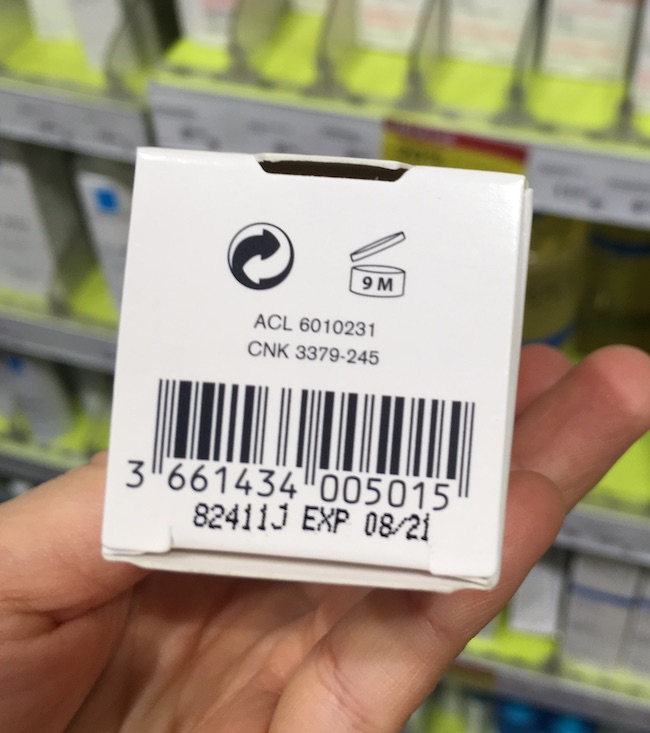 9 M
ACL 6010231
CNK 3379-245
3 661434 005015
82411J EXP 08/21